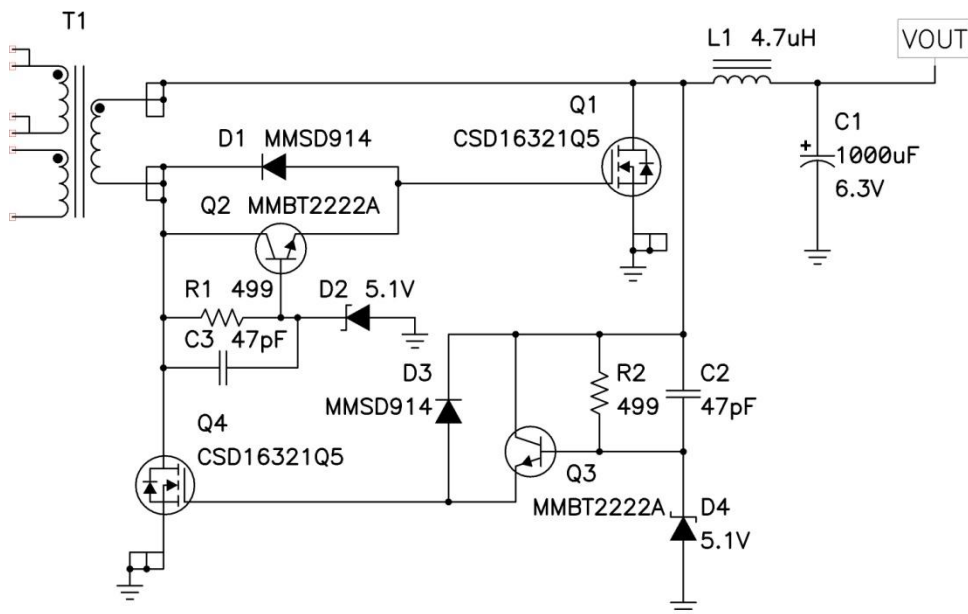 T1
L1 4.7uH
VOUT
Q1
CSD16321Q5
C1
1000uF
6.3V
D1 MMSD914
Q2 MMBT2222A
R1 499
D2 5.1V
C3 47pF
D3
MMSD914
R2
499
C2
47pF
Q4
CSD16321Q5
Q3
MMBT2222A
D4
5.1V